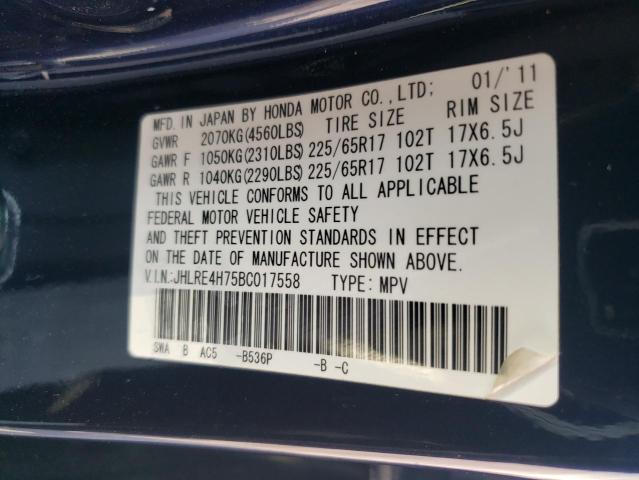 MFD. IN JAPAN BY HONDA MOTOR CO., LTD; 01/'11
GVWR 2070KG(4560LBS) TIRE SIZE RIM SIZE
GAWR F 1050KG(2310LBS) 225/65R17 102T 17X6.5J
GAWR R 1040KG(2290LBS) 225/65R17 102T 17X6.5J
THIS VEHICLE CONFORMS TO ALL APPLICABLE
FEDERAL MOTOR VEHICLE SAFETY
AND THEFT PREVENTION STANDARDS IN EFFECT
ON THE DATE OF MANUFACTURE SHOWN ABOVE.
V.I.N.:JHLRE4H75BC017558 TYPE: MPV
SWA B AC5 -B536P -B -C